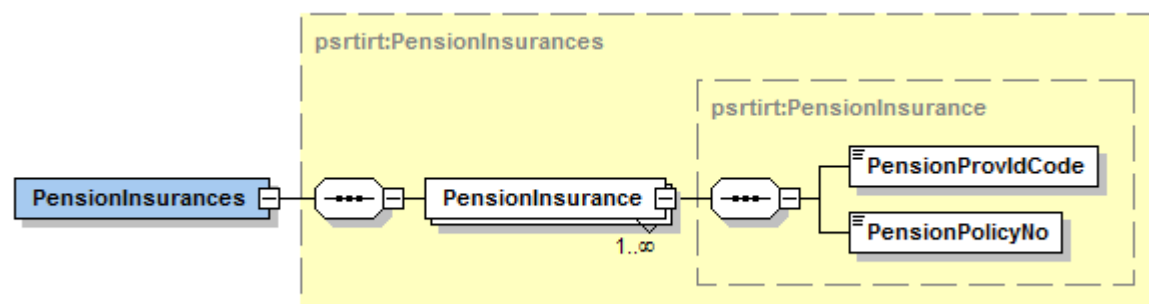 psrtirt:PensionInsurances
psrtirt:PensionInsurance
PensionProvIdCode
PensionInsurances
PensionInsurance
1..∞
PensionPolicyNo